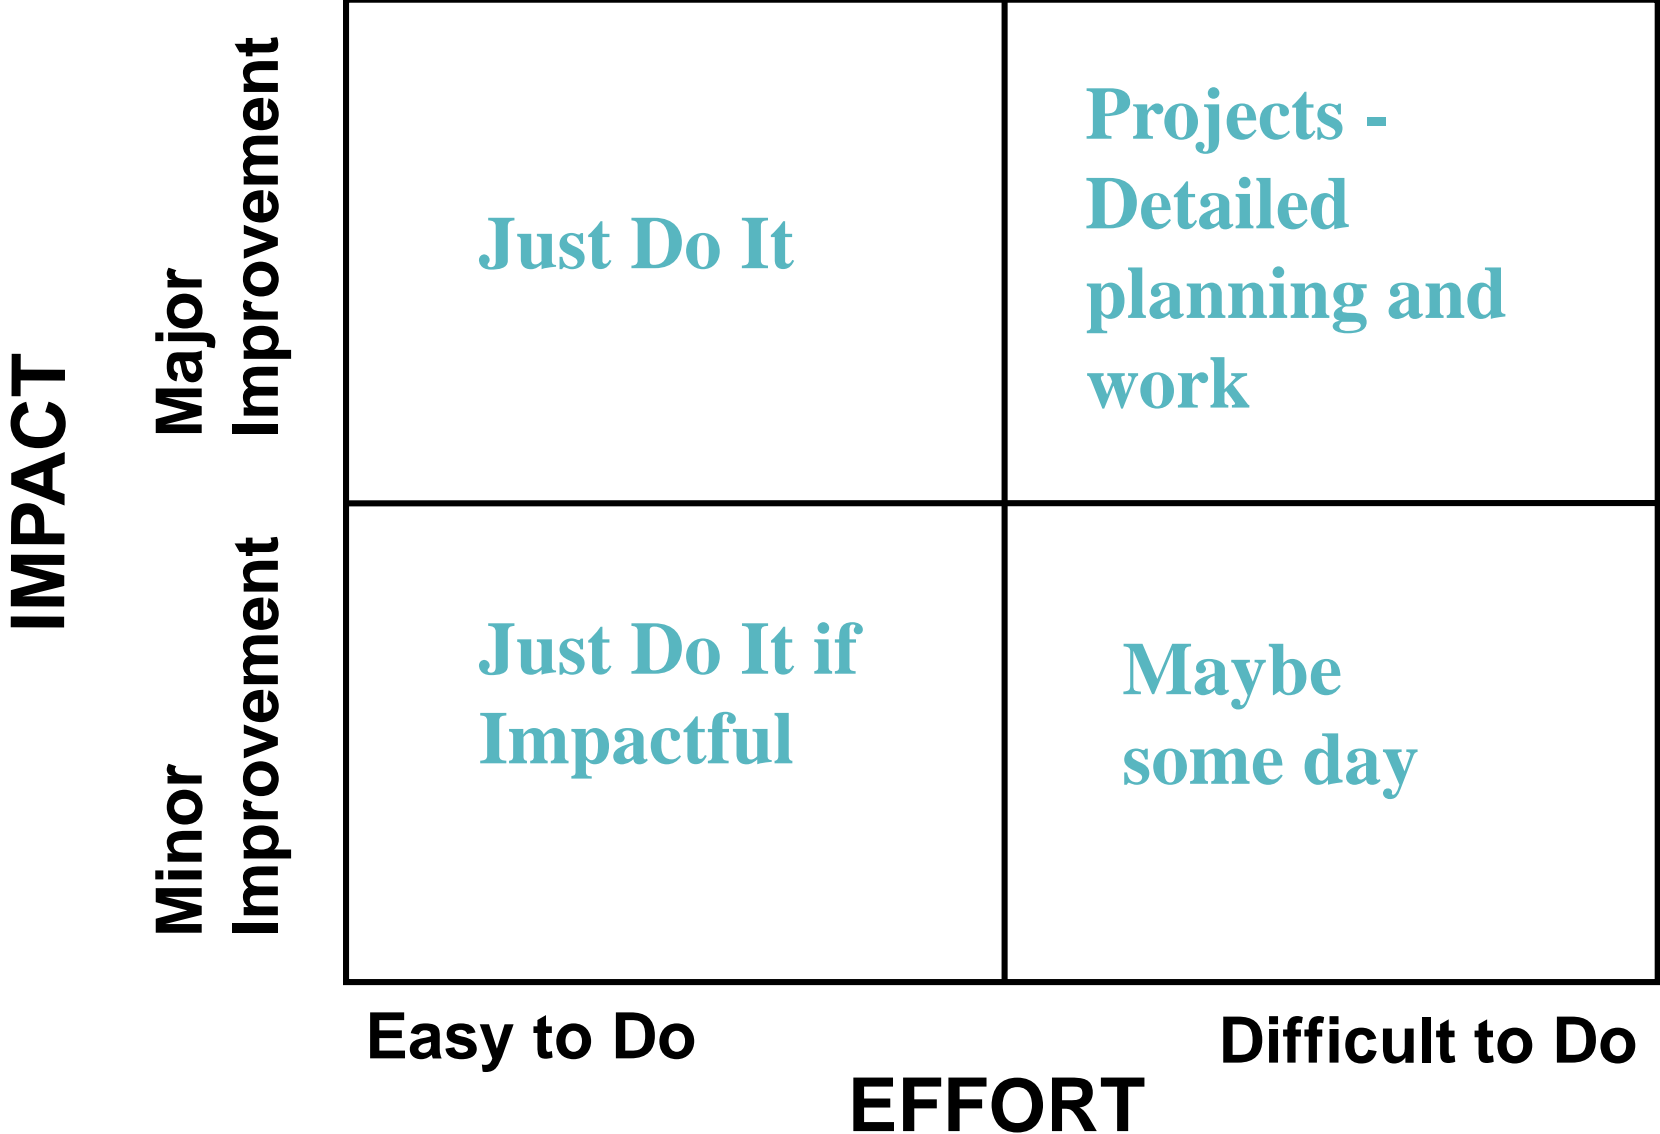 IMPACT
Major
Improvement
Minor
Improvement
Just Do It
Projects -
Detailed
planning and
work
Just Do It if
Impactful
Maybe
some day
Easy to Do
Difficult to Do
EFFORT